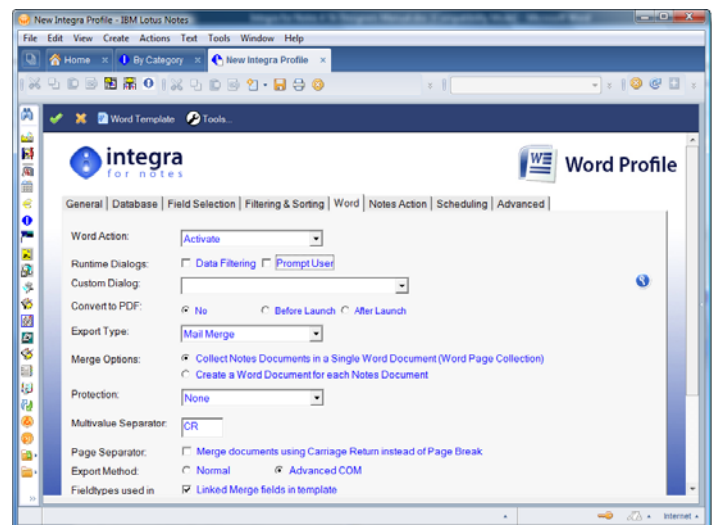 New Integra Profile - IBM Lotus Notes
File Edit View Create Actions Text Tools Window Help
Home × By Category × New Integra Profile ×
Word Template Tools...
integra
for notes
Word Profile
General Database Field Selection Filtering & Sorting Word Notes Action Scheduling Advanced
Word Action: Activate
Runtime Dialogs: Data Filtering Prompt User
Custom Dialog:
Convert to PDF: No Before Launch After Launch
Export Type: Mail Merge
Merge Options: Collect Notes Documents in a Single Word Document (Word Page Collection)
Create a Word Document for each Notes Document
Protection: None
Multivalue Separator: CR
Page Separator: Merge documents using Carriage Return instead of Page Break
Export Method: Normal Advanced COM
Fieldtypes used in Linked Merge fields in template
Internet